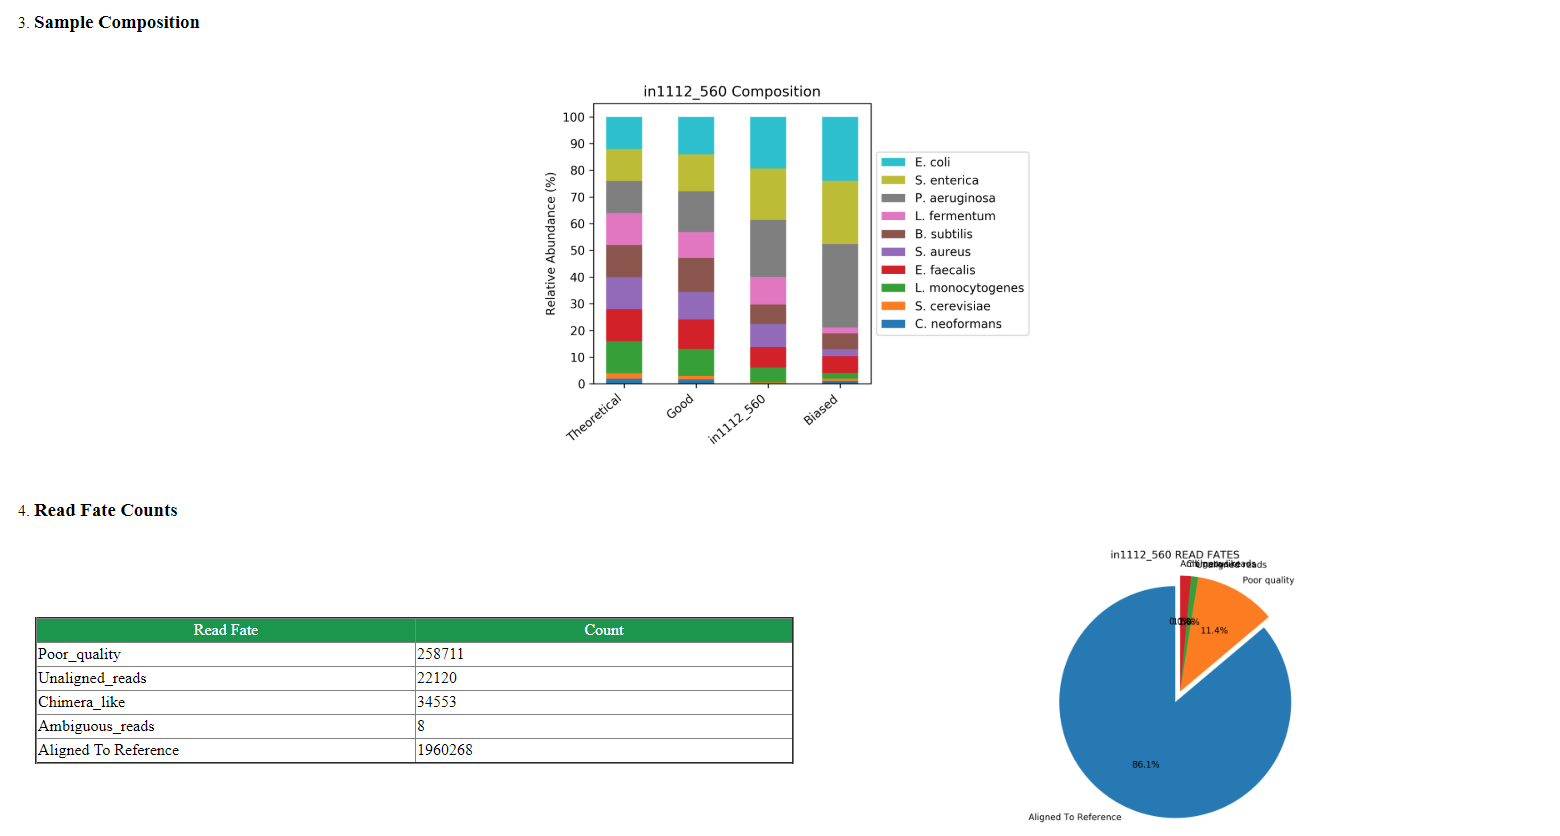 3. Sample Composition
in1112_560 Composition
Relative Abundance (%)
100
90
80
70
60
50
40
30
20
10
0
Theoretical
Good
in1112_560
Biased
E. coli
S. enterica
P. aeruginosa
L. fermentum
B. subtilis
S. aureus
E. faecalis
L. monocytogenes
S. cerevisiae
C. neoformans
4. Read Fate Counts
Read Fate Count
Poor_quality 258711
Unaligned_reads 22120
Chimera_like 34553
Ambiguous_reads 8
Aligned To Reference 1960268
in1112_560 READ FATES
Poor quality
11.4%
86.1%
Aligned To Reference